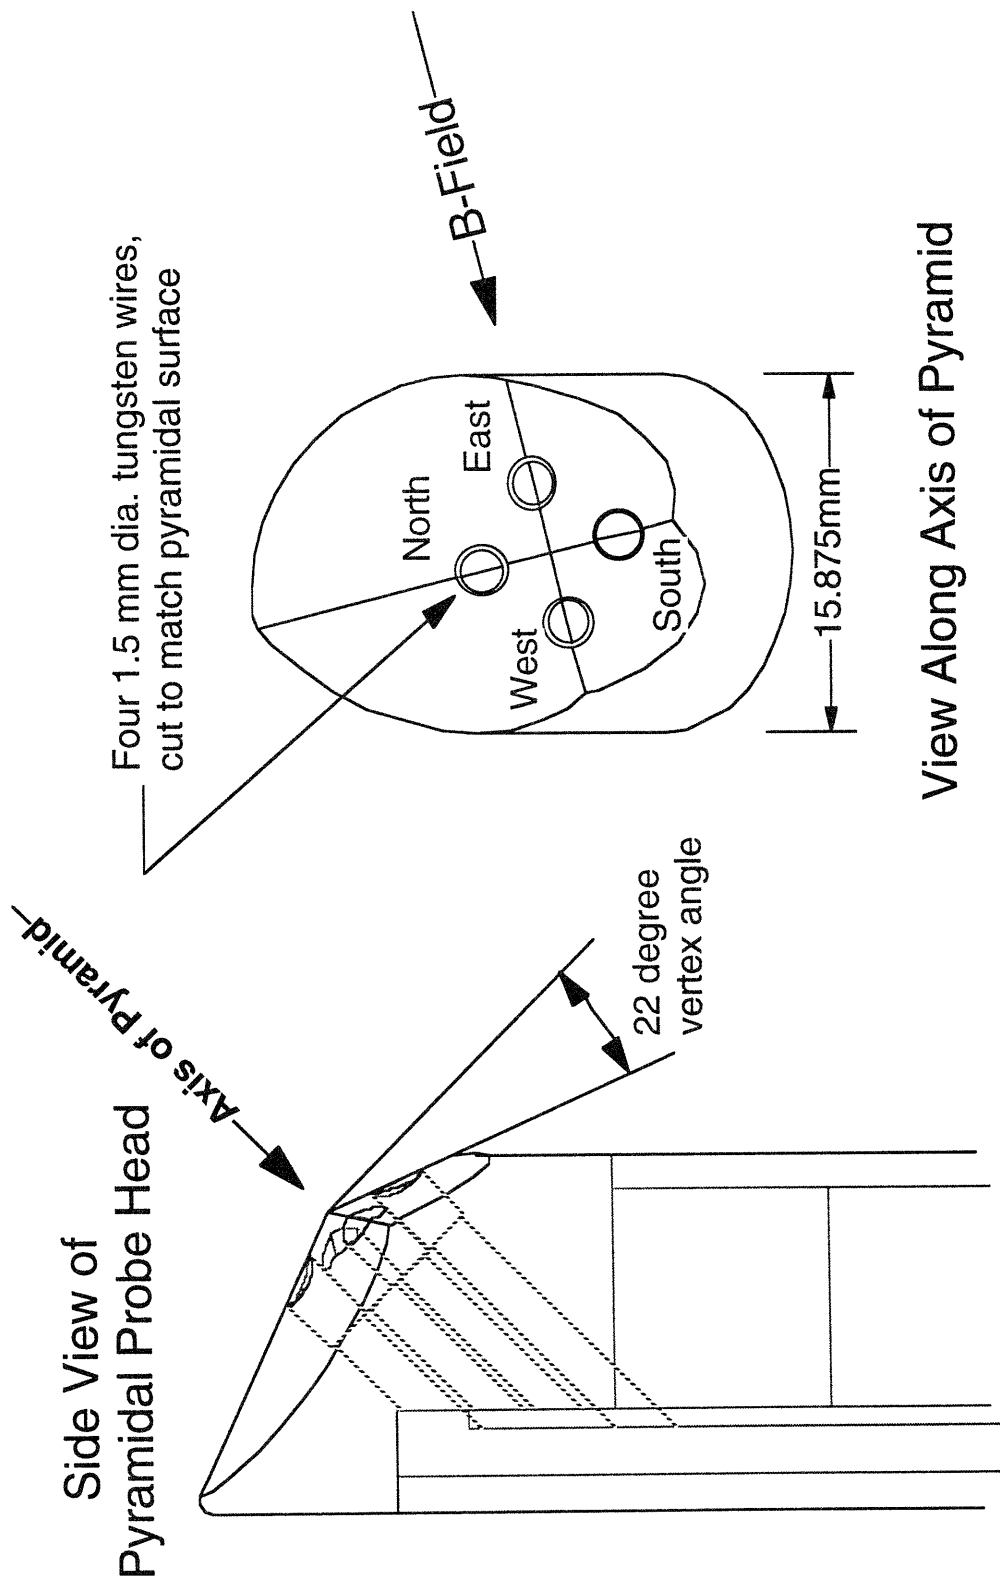 Side View of
Pyramidal Probe Head
Axis of Pyramid
22 degree
vertex angle
Four 1.5 mm dia. tungsten wires,
cut to match pyramidal surface
North
East
West
South
B-Field
15.875mm
View Along Axis of Pyramid